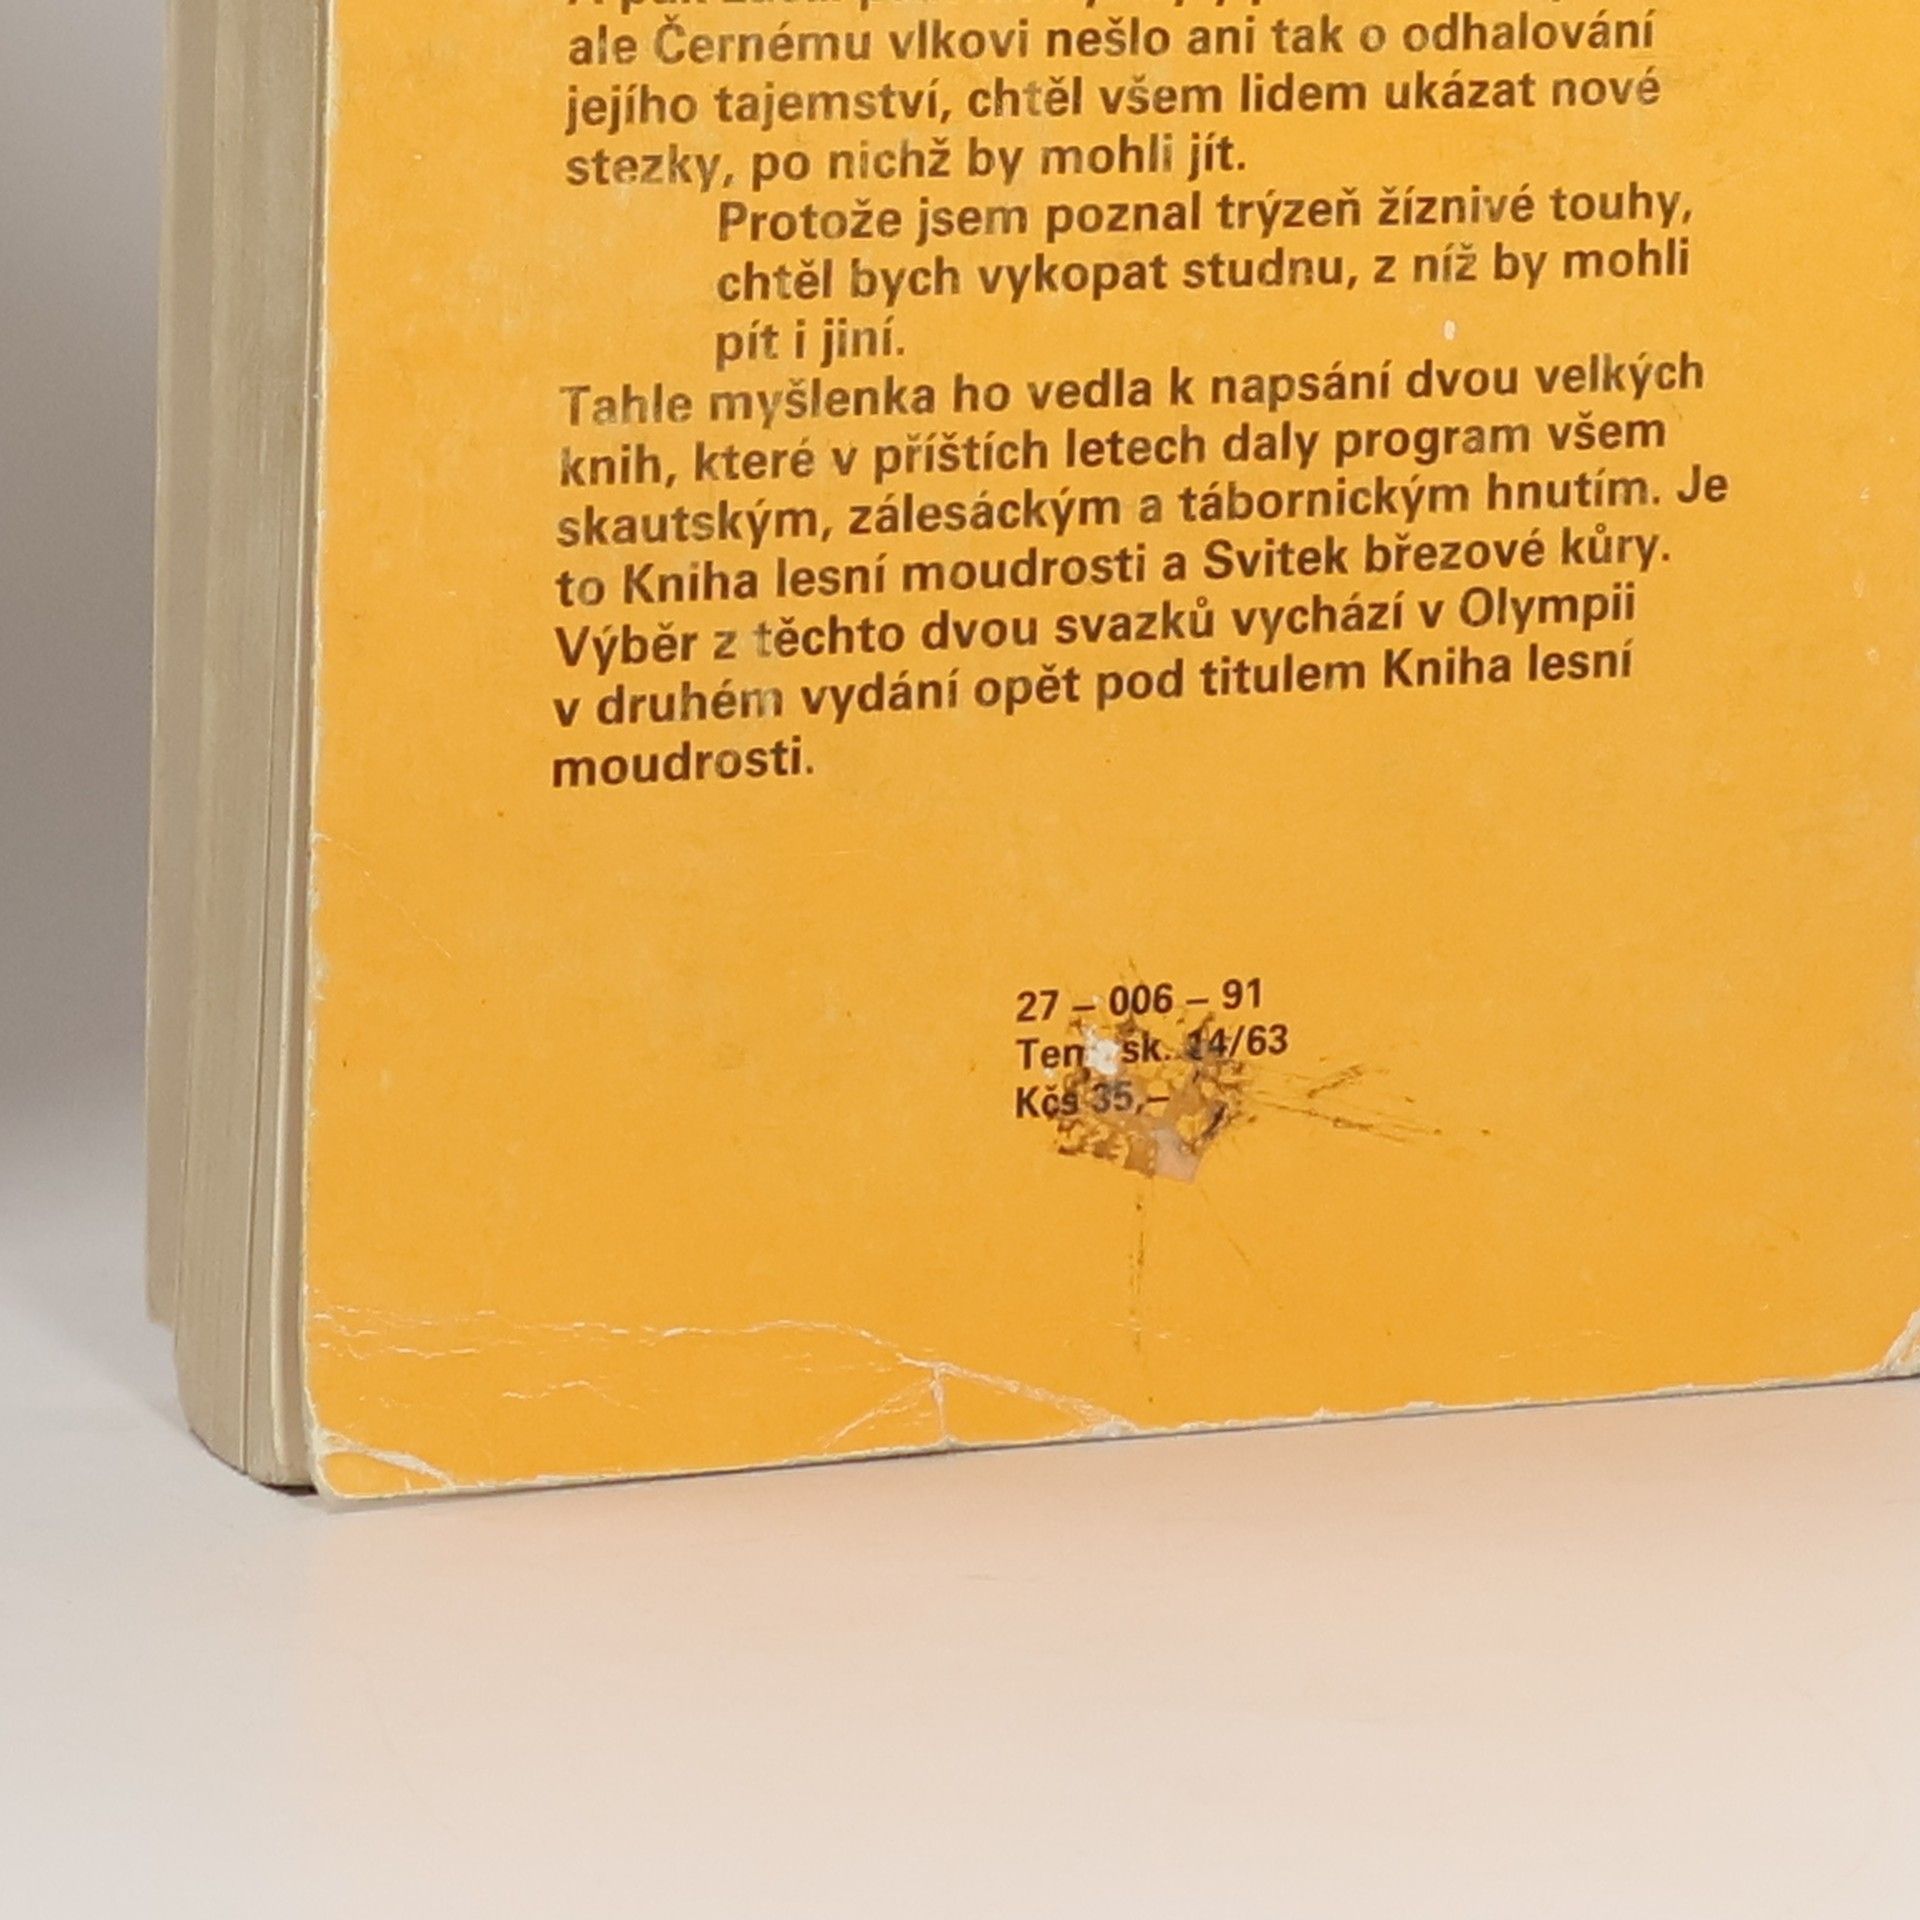 ale Černému vlkovi nešlo ani tak o odhalování
jejího tajemství, chtěl všem lidem ukázat nové
stezky, po nichž by mohli jít.
Protože jsem poznal trýzeň žíznivé touhy,
chtěl bych vykopat studnu, z níž by mohli
pít i jiní.
Tahle myšlenka ho vedla k napsání dvou velkých
knih, které v příštích letech daly program všem
skautským, zálesáckým a tábornickým hnutím. Je
to Kniha lesní moudrosti a Svitek březové kůry.
Výběr z těchto dvou svazků vychází v Olympii
v druhém vydání opět pod titulem Kniha lesní
moudrosti.
27 – 006 – 91
sk. 14/63
Kčs 35,–